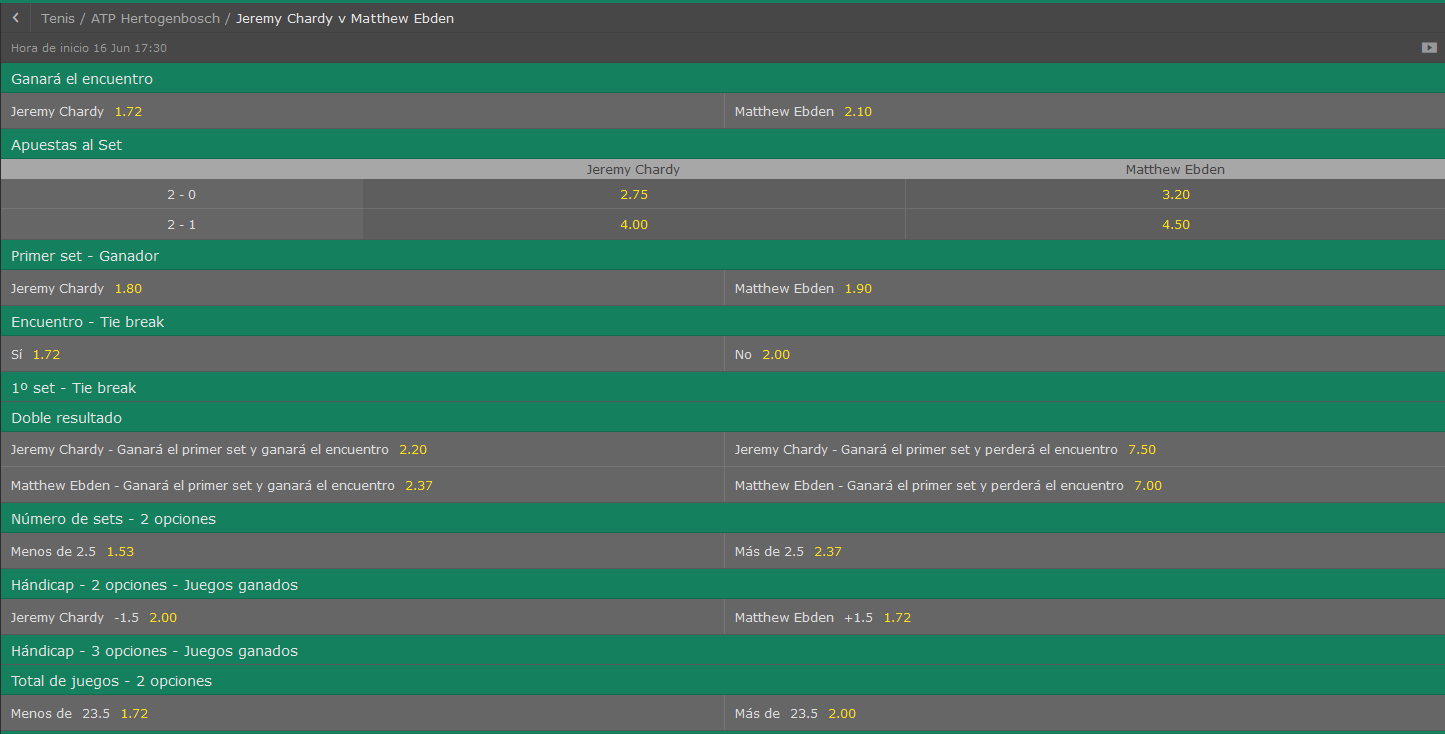 Tenis / ATP Hertogenbosch / Jeremy Chardy v Matthew Ebden
Hora de inicio 16 Jun 17:30
Ganará el encuentro
Jeremy Chardy 1.72 Matthew Ebden 2.10
Apuestas al Set
Jeremy Chardy Matthew Ebden
2 - 0 2.75 3.20
2 - 1 4.00 4.50
Primer set - Ganador
Jeremy Chardy 1.80 Matthew Ebden 1.90
Encuentro - Tie break
Sí 1.72 No 2.00
1º set - Tie break
Doble resultado
Jeremy Chardy - Ganará el primer set y ganará el encuentro 2.20 Jeremy Chardy - Ganará el primer set y perderá el encuentro 7.50
Matthew Ebden - Ganará el primer set y ganará el encuentro 2.37 Matthew Ebden - Ganará el primer set y perderá el encuentro 7.00
Número de sets - 2 opciones
Menos de 2.5 1.53 Más de 2.5 2.37
Hándicap - 2 opciones - Juegos ganados
Jeremy Chardy -1.5 2.00 Matthew Ebden +1.5 1.72
Hándicap - 3 opciones - Juegos ganados
Total de juegos - 2 opciones
Menos de 23.5 1.72 Más de 23.5 2.00